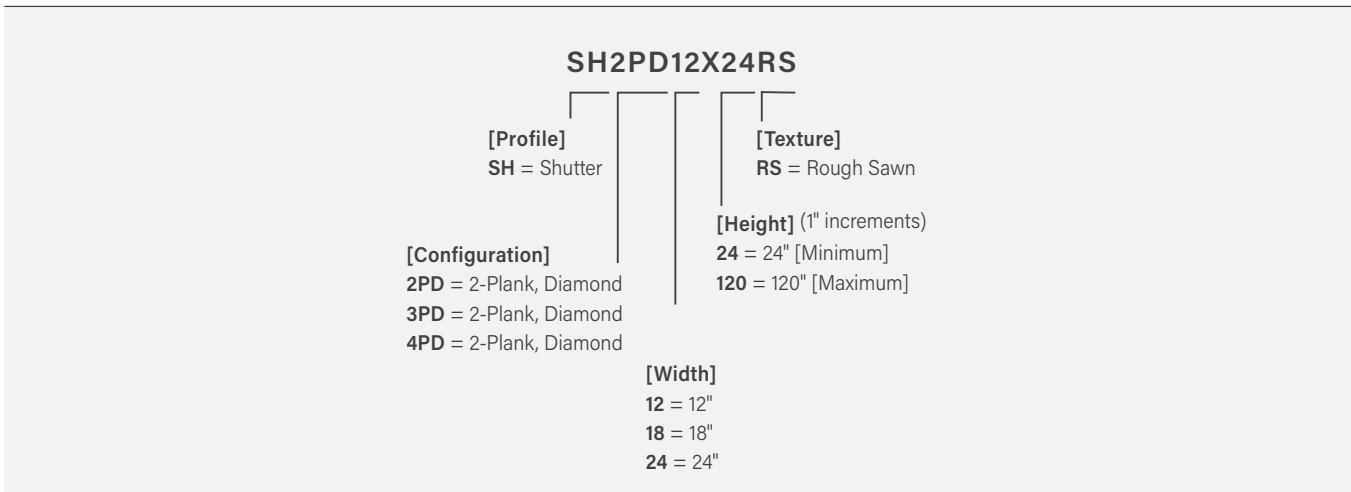 SH2PD12X24RS
[Profile]
SH = Shutter
[Texture]
RS = Rough Sawn
[Height] (1" increments)
24 = 24" [Minimum]
120 = 120" [Maximum]
[Configuration]
2PD = 2-Plank, Diamond
3PD = 2-Plank, Diamond
4PD = 2-Plank, Diamond
[Width]
12 = 12"
18 = 18"
24 = 24"